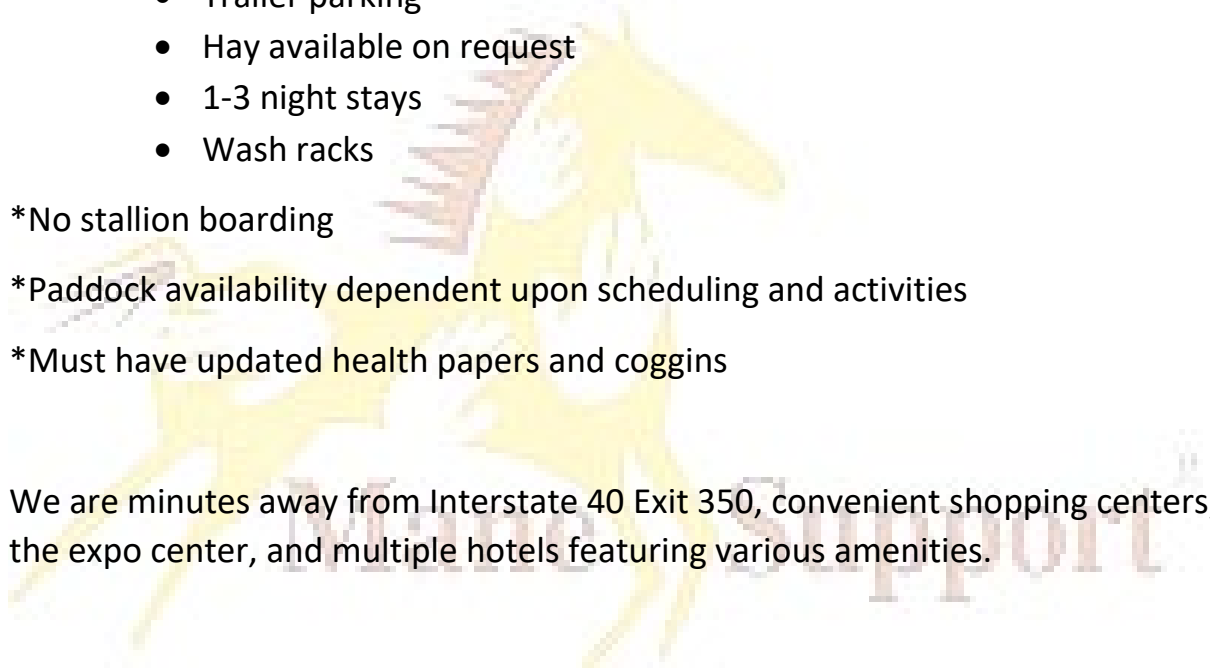 • Trailer parking
• Hay available on request
• 1-3 night stays
• Wash racks
*No stallion boarding
*Paddock availability dependent upon scheduling and activities
*Must have updated health papers and coggins
We are minutes away from Interstate 40 Exit 350, convenient shopping centers
the expo center, and multiple hotels featuring various amenities.
Mane Support